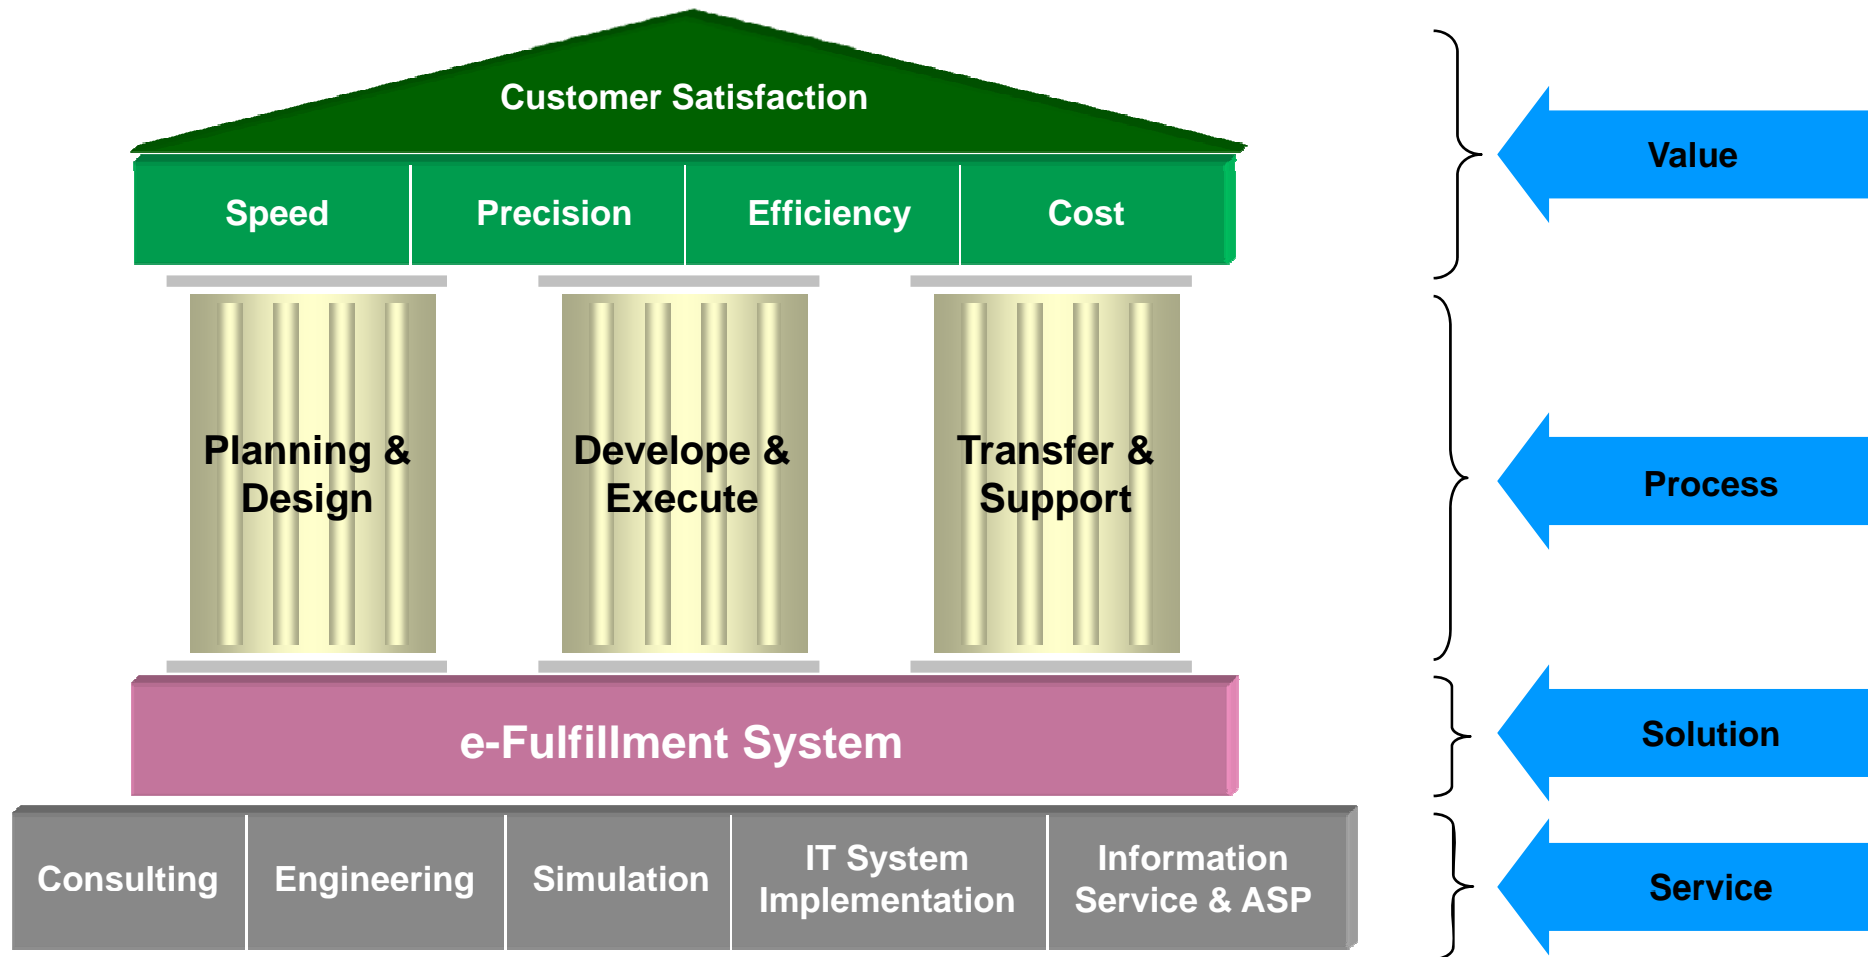 Customer Satisfaction
Speed
Precision
Efficiency
Cost
Value
Planning &
Design
Develope &
Execute
Transfer &
Support
Process
e-Fulfillment System
Solution
Consulting
Engineering
Simulation
IT System
Implementation
Information
Service & ASP
Service